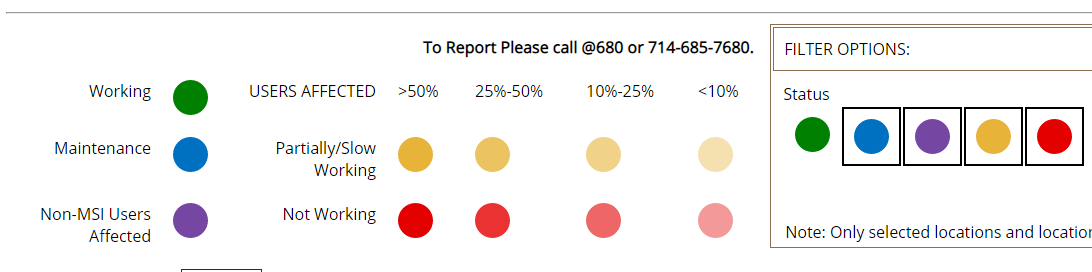 To Report Please call @680 or 714-685-7680.
FILTER OPTIONS:
Working
USERS AFFECTED >50% 25%-50% 10%-25% <10%
Status
Maintenance
Partially/Slow
Working
Non-MSI Users
Affected
Not Working
Note: Only selected locations and location